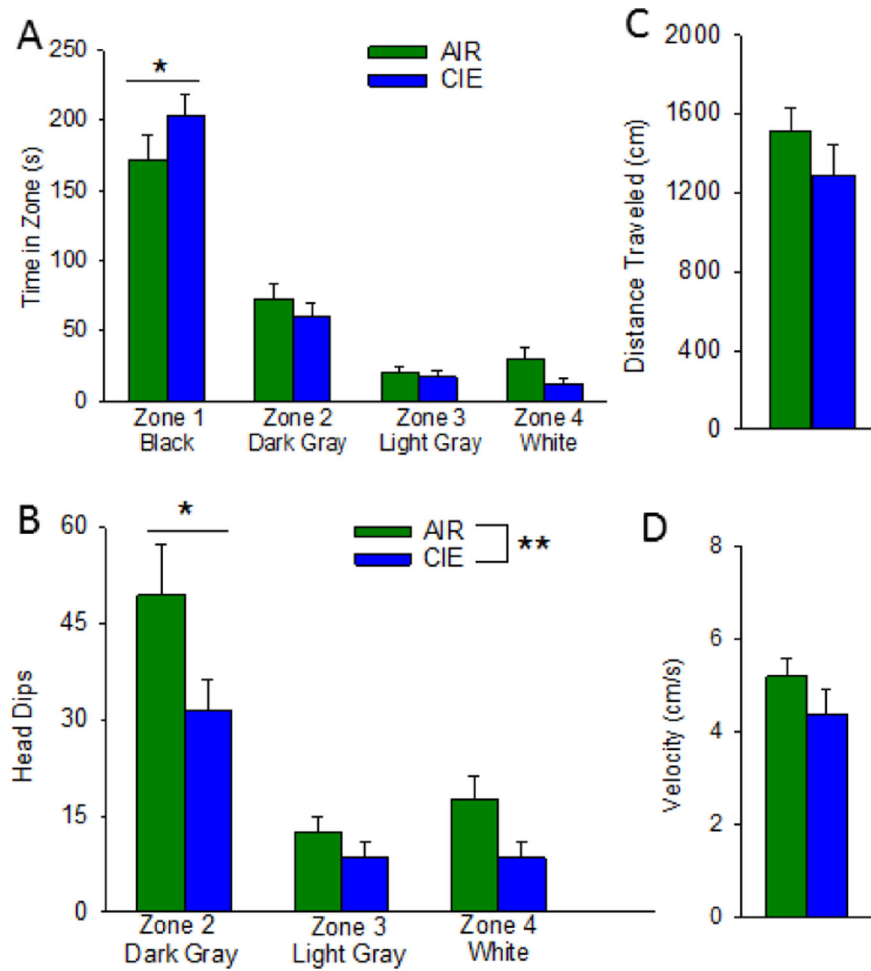 A
250
200
150
100
50
0
Time in Zone (s)
*
AIR
CIE
Zone 1
Black
Zone 2
Dark Gray
Zone 3
Light Gray
Zone 4
White
C
2000
1600
1200
800
400
0
Distance Traveled (cm)
B
60
45
30
15
0
Head Dips
*
AIR
CIE
**
Zone 2
Dark Gray
Zone 3
Light Gray
Zone 4
White
D
8
6
4
2
0
Velocity (cm/s)